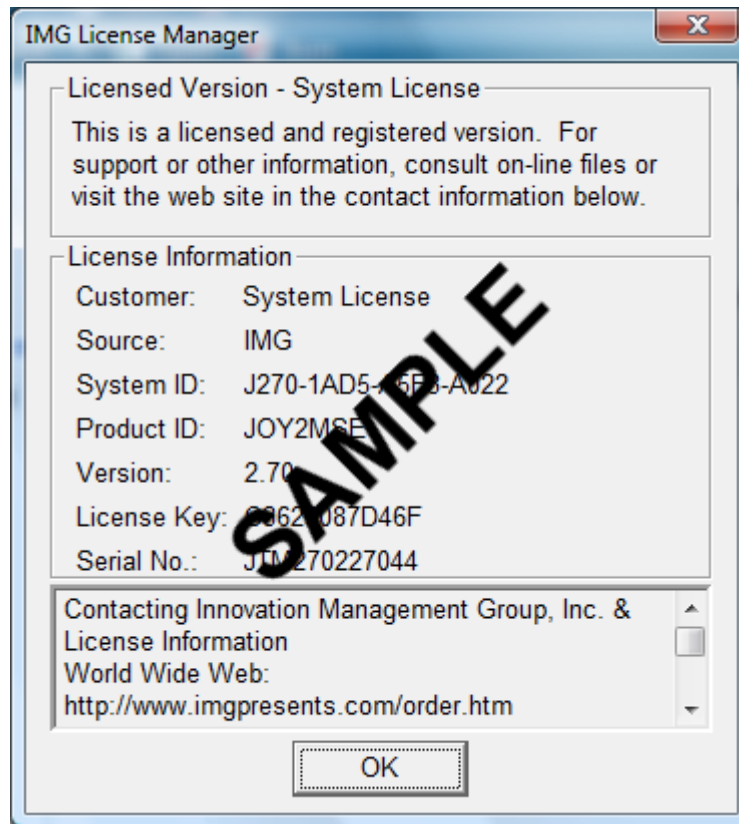 IMG License Manager
Licensed Version - System License
This is a licensed and registered version. For
support or other information, consult on-line files or
visit the web site in the contact information below.
License Information
Customer: System License
Source: IMG
System ID:
Product ID: JOY2MSE
Version: 2.70
License Key:
Serial No.: JTM270227044
SAMPLE
Contacting Innovation Management Group, Inc. &
License Information
World Wide Web:
http://www.imgpresents.com/order.htm
OK